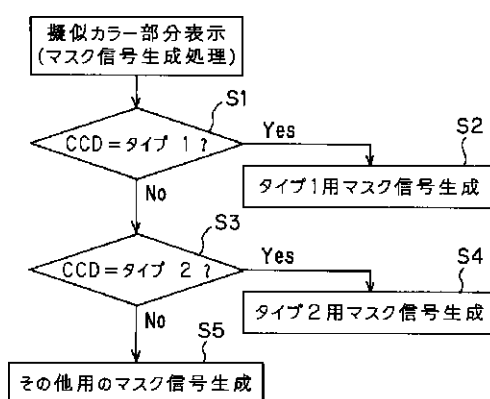 擬似カラー部分表示
(マスク信号生成処理)
S1
CCD=タイプ 1 ?
Yes
S2
タイプ1用マスク信号生成
No
S3
CCD=タイプ 2 ?
Yes
S4
タイプ2用マスク信号生成
No
S5
その他用のマスク信号生成